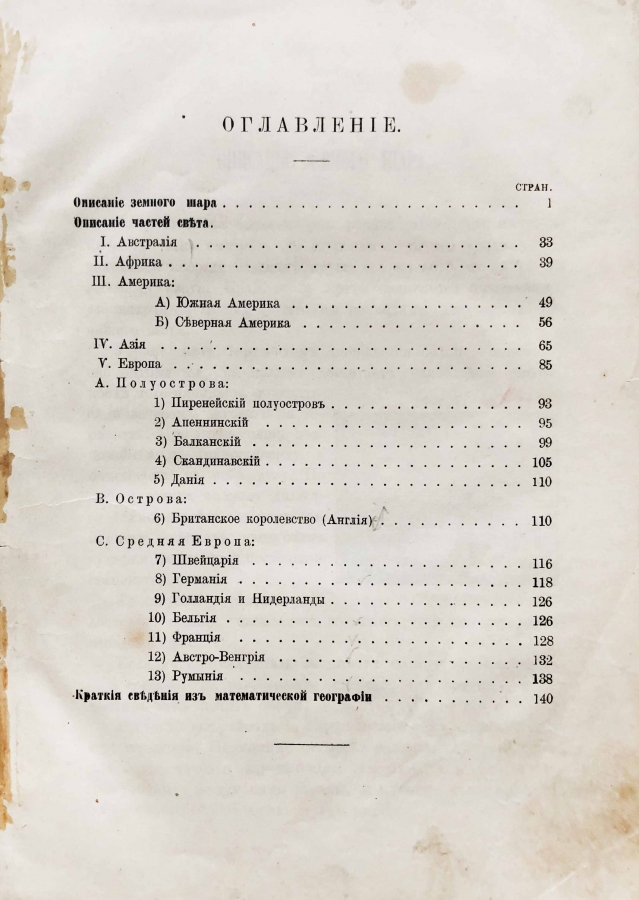 ОГЛАВЛЕНІЕ.
СТРАН.
Описаніе земного шара . . . . . . . . . . . . . . . . . . . . . . . 1
Описаніе частей свѣта.
I. Австралія . . . . . . . . . . . . . . . . . . . . . . . . . 33
II. Африка . . . . . . . . . . . . . . . . . . . . . . . . . . . 39
III. Америка:
А) Южная Америка . . . . . . . . . . . . . . . . . . 49
Б) Сѣверная Америка . . . . . . . . . . . . . . . . . 56
IV. Азія . . . . . . . . . . . . . . . . . . . . . . . . . . . . 65
V. Европа . . . . . . . . . . . . . . . . . . . . . . . . . . . 85
А. Полуострова:
1) Пиренейскій полуостровъ . . . . . . . . . . . . . . . 93
2) Апеннинскій . . . . . . . . . . . . . . . . . . . . 95
3) Балканскій . . . . . . . . . . . . . . . . . . . . . 99
4) Скандинавскій . . . . . . . . . . . . . . . . . . . . 105
5) Данія . . . . . . . . . . . . . . . . . . . . . . . . 110
В. Острова:
6) Британское королевство (Англія) . . . . . . . . . . . 110
С. Средняя Европа:
7) Швейцарія . . . . . . . . . . . . . . . . . . . . . 116
8) Германія . . . . . . . . . . . . . . . . . . . . . . 118
9) Голландія и Нидерланды . . . . . . . . . . . . . . . 126
10) Бельгія . . . . . . . . . . . . . . . . . . . . . . . 126
11) Франція . . . . . . . . . . . . . . . . . . . . . . 128
12) Австро-Венгрія . . . . . . . . . . . . . . . . . . . 132
13) Румынія . . . . . . . . . . . . . . . . . . . . . . 138
Краткія свѣдѣнія изъ математической географіи . . . . . . . . . . . 140